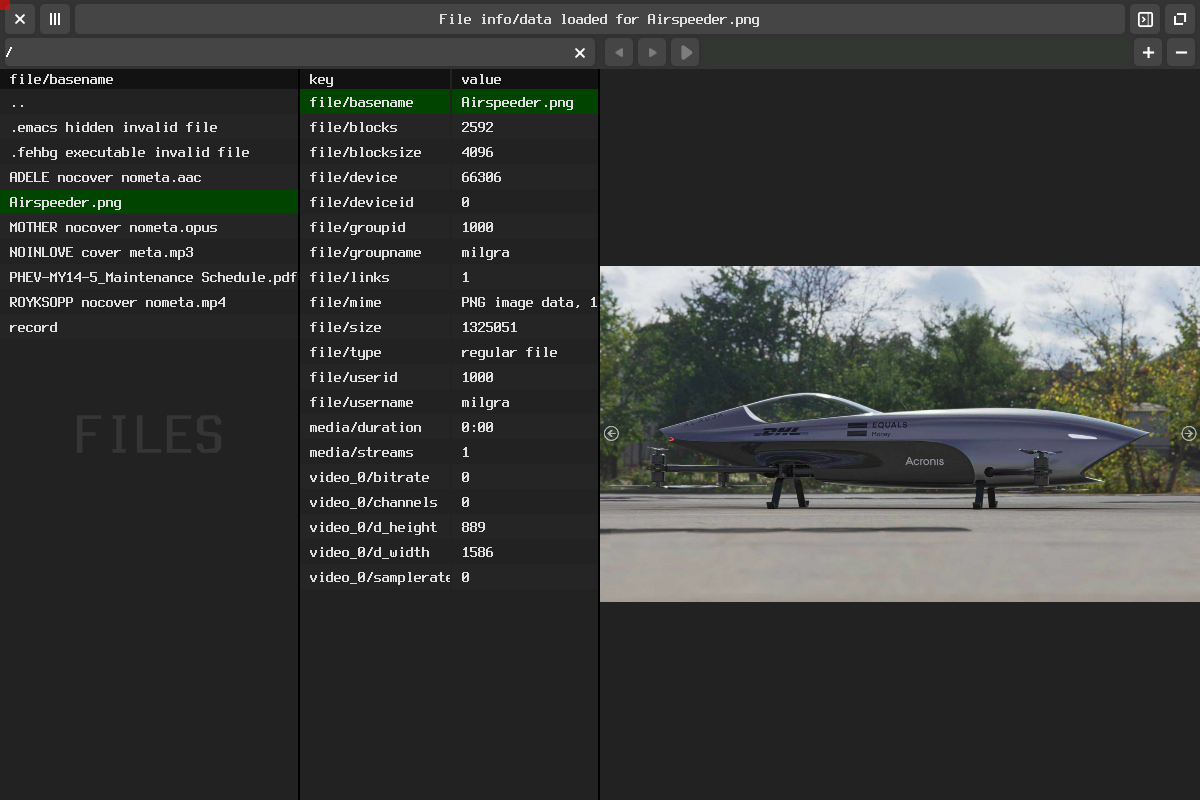 File info/data loaded for Airspeeder.png
/
file/basename
..
.emacs hidden invalid file
.fehbg executable invalid file
ADELE nocover nometa.aac
Airspeeder.png
MOTHER nocover nometa.opus
NOINLOVE cover meta.mp3
PHEV-MY14-5_Maintenance Schedule.pdf
ROYKSOPP nocover nometa.mp4
record
FILES
key value
file/basename Airspeeder.png
file/blocks 2592
file/blocksize 4096
file/device 66306
file/deviceid 0
file/groupid 1000
file/groupname milgra
file/links 1
file/mime PNG image data, 1
file/size 1325051
file/type regular file
file/userid 1000
file/username milgra
media/duration 0:00
media/streams 1
video_0/bitrate 0
video_0/channels 0
video_0/d_height 889
video_0/d_width 1586
video_0/samplerate 0
DHL
EQUALS
Money
Acronis